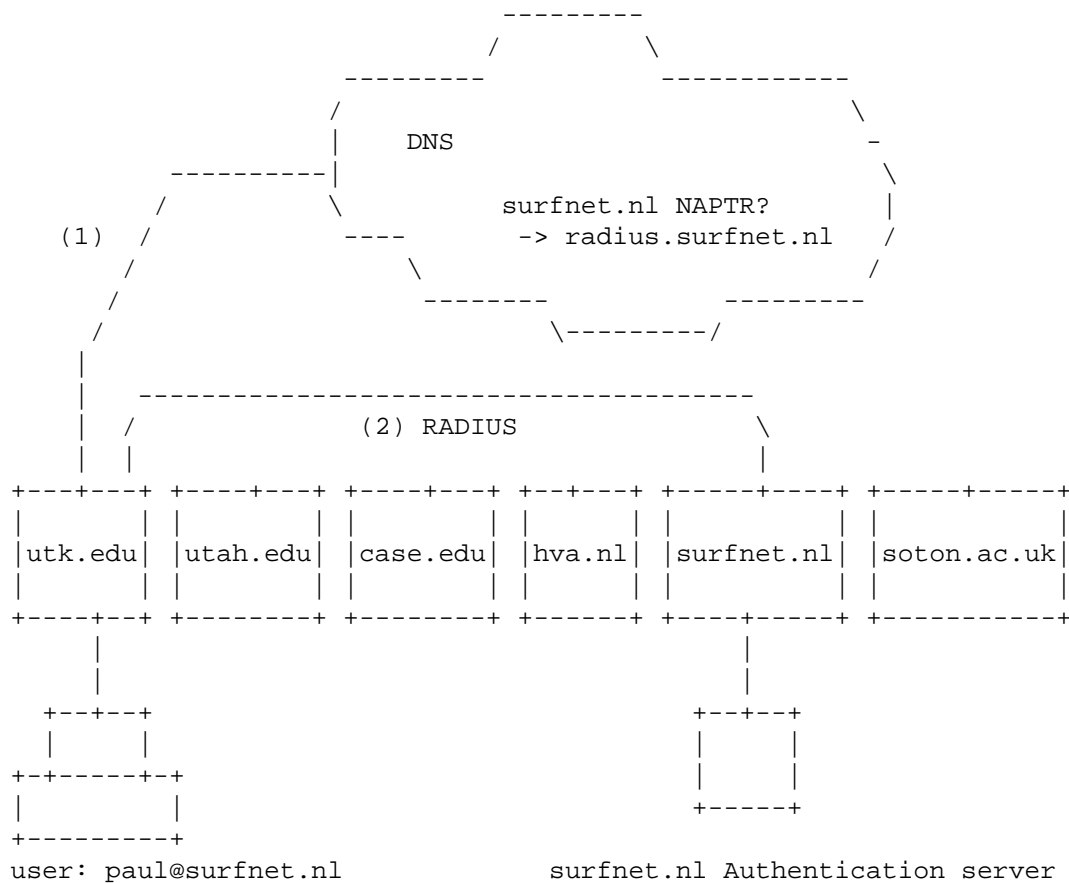 DNS
surfnet.nl NAPTR?
(1)
-> radius.surfnet.nl
(2) RADIUS
utk.edu
utah.edu
case.edu
hva.nl
surfnet.nl
soton.ac.uk
user: paul@surfnet.nl
surfnet.nl Authentication server